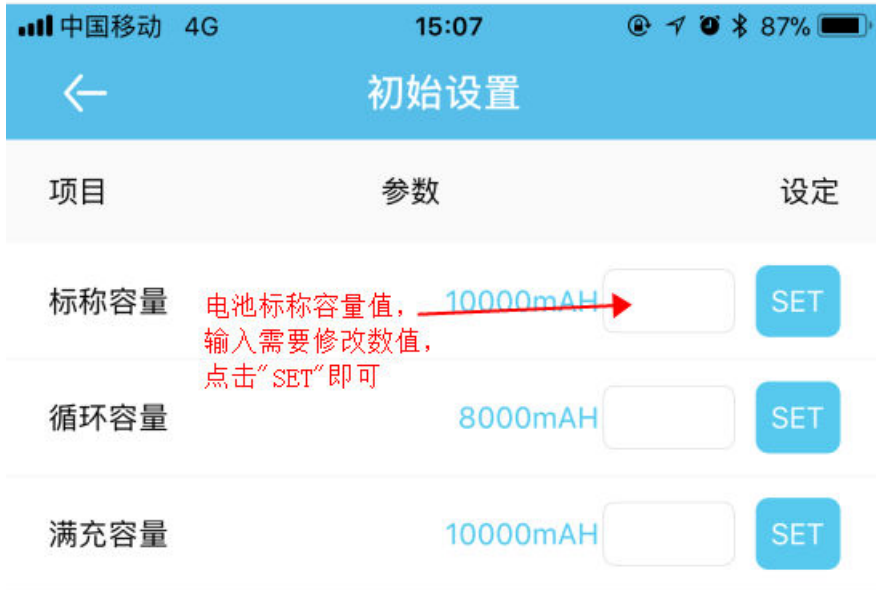 中国移动 4G 15:07 87%
初始设置
项目 参数 设定
标称容量 10000mAH SET
电池标称容量值，
输入需要修改数值，
点击"SET"即可
循环容量 8000mAH SET
满充容量 10000mAH SET